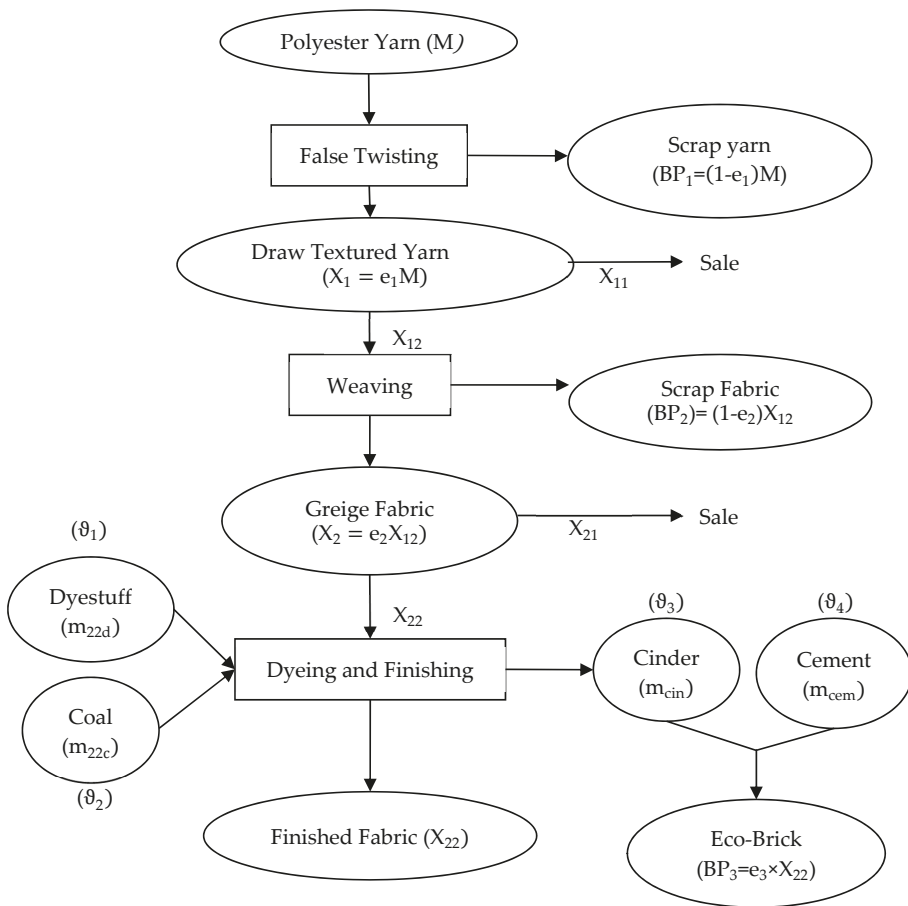 Polyester Yarn (M)
False Twisting
Scrap yarn
(BP₁=(1-e₁)M)
Draw Textured Yarn
(X₁ = e₁M)
X₁₁
Sale
X₁₂
Weaving
Scrap Fabric
(BP₂)= (1-e₂)X₁₂
Greige Fabric
(X₂ = e₂X₁₂)
X₂₁
Sale
(ϑ₁)
Dyestuff
(m₂₂d)
X₂₂
(ϑ₃)
(ϑ₄)
Dyeing and Finishing
Cinder
(m_cin)
Cement
(m_cem)
Coal
(m₂₂c)
(ϑ₂)
Finished Fabric (X₂₂)
Eco-Brick
(BP₃=e₃×X₂₂)